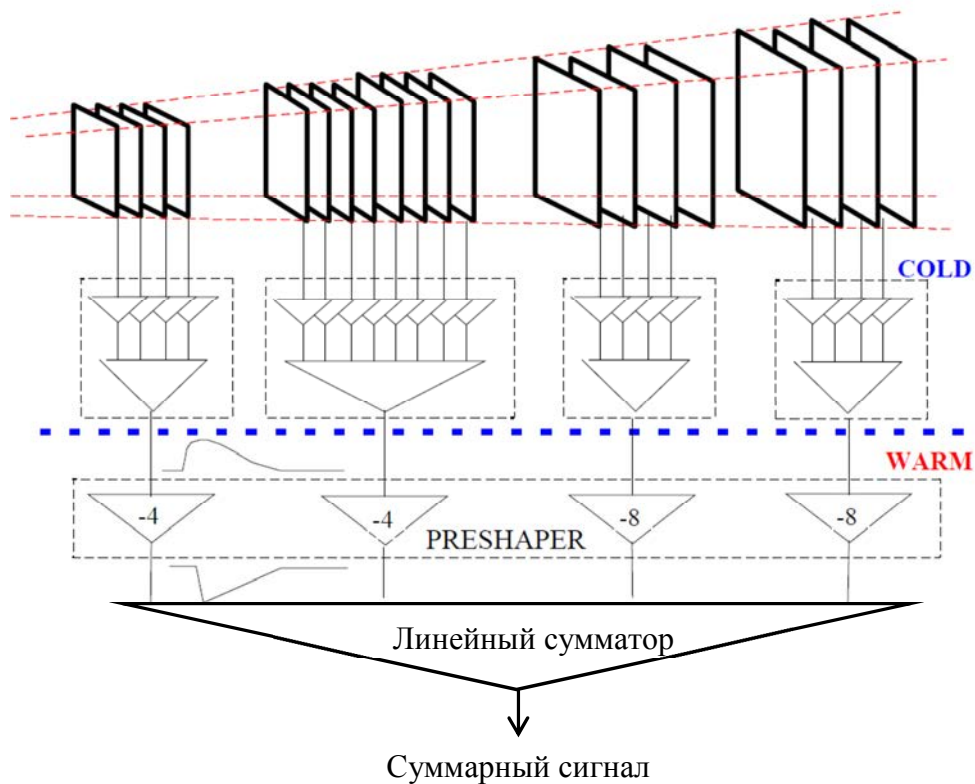 COLD
WARM
-4
-4
-8
-8
PRESHAPER
Линейный сумматор
Суммарный сигнал